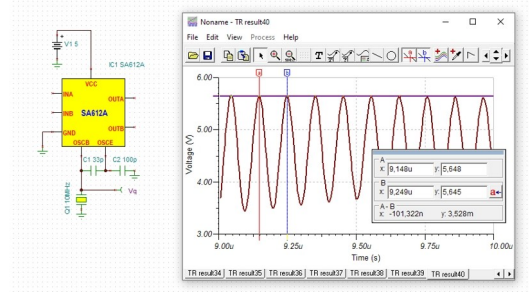 V1 5
IC1 SA612A
VCC
INA
OUTA
INB
SA612A
OUTB
GND
OSCB OSCE
C1 33p C2 100p
Vq
Q1 10MHz
Noname - TR result40
File Edit View Process Help
T
a b
a b
6.00
5.00
4.00
3.00
Voltage (V)
9.00u 9.25u 9.50u 9.75u 10.00u
Time (s)
A
x: 9,148u y: 5,648
B
x: 9,249u y: 5,645 a
A - B
x: -101,322n y: 3,528m
TR result34 TR result35 TR result36 TR result37 TR result38 TR result39 TR result40